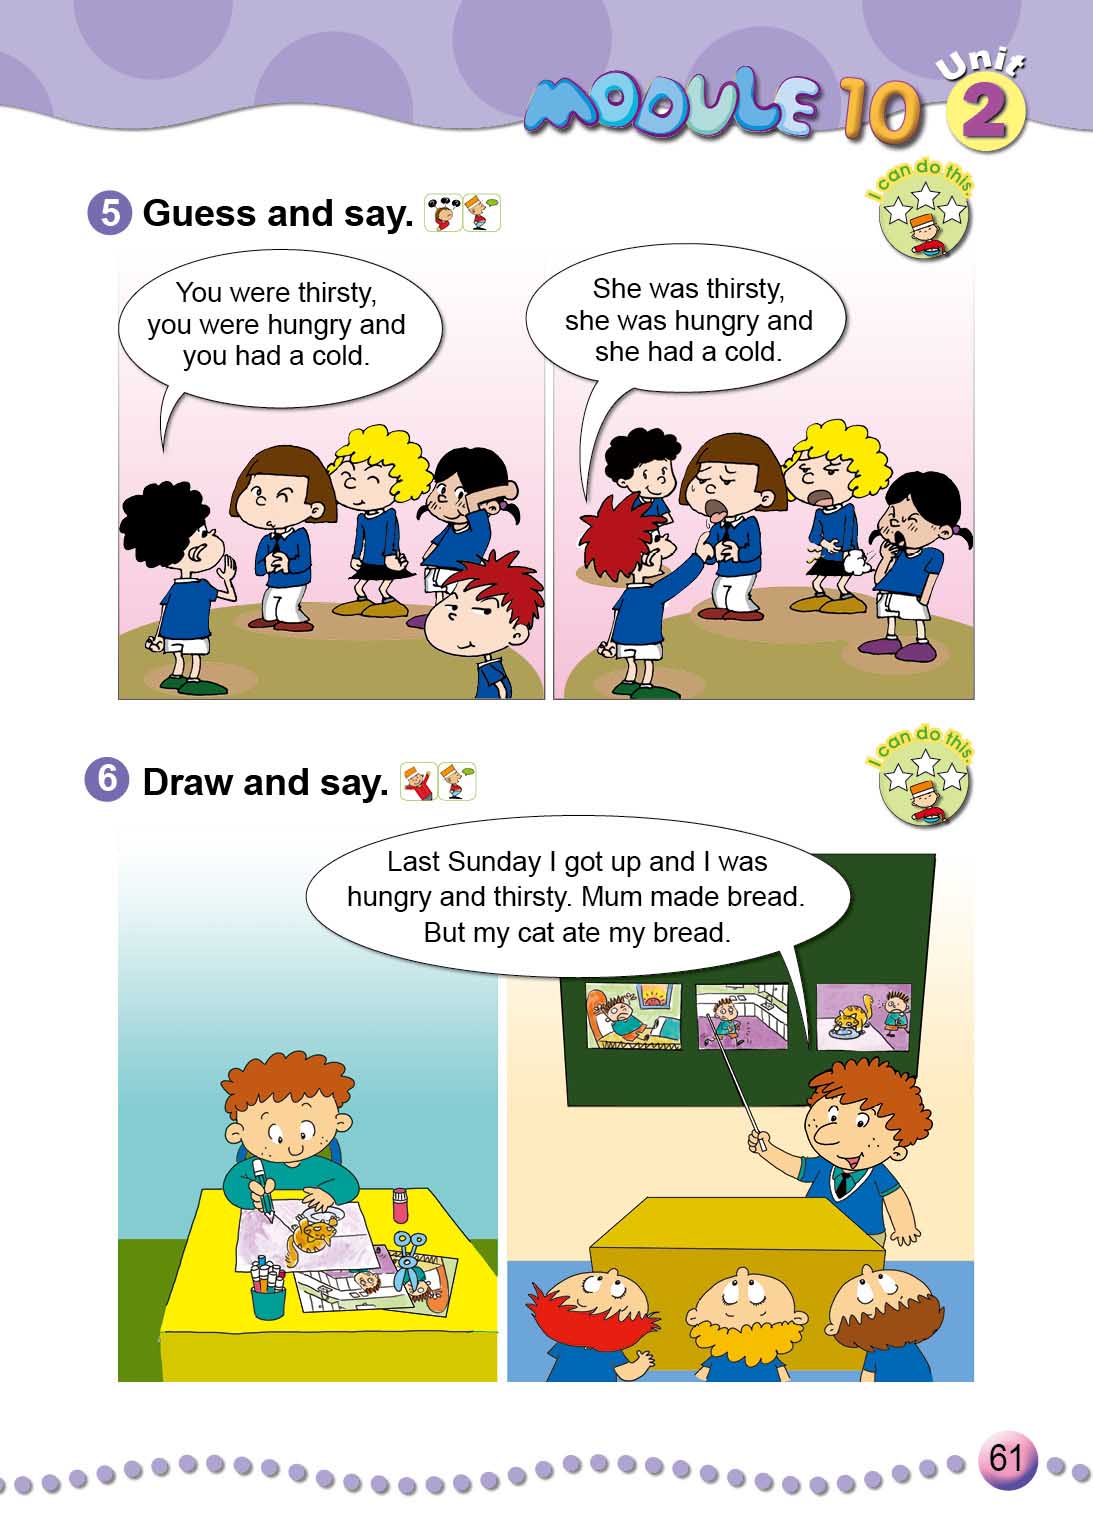 MODULE 10 Unit 2
I can do this.
5 Guess and say.
You were thirsty,
you were hungry and
you had a cold.
She was thirsty,
she was hungry and
she had a cold.
I can do this.
6 Draw and say.
Last Sunday I got up and I was
hungry and thirsty. Mum made bread.
But my cat ate my bread.
61